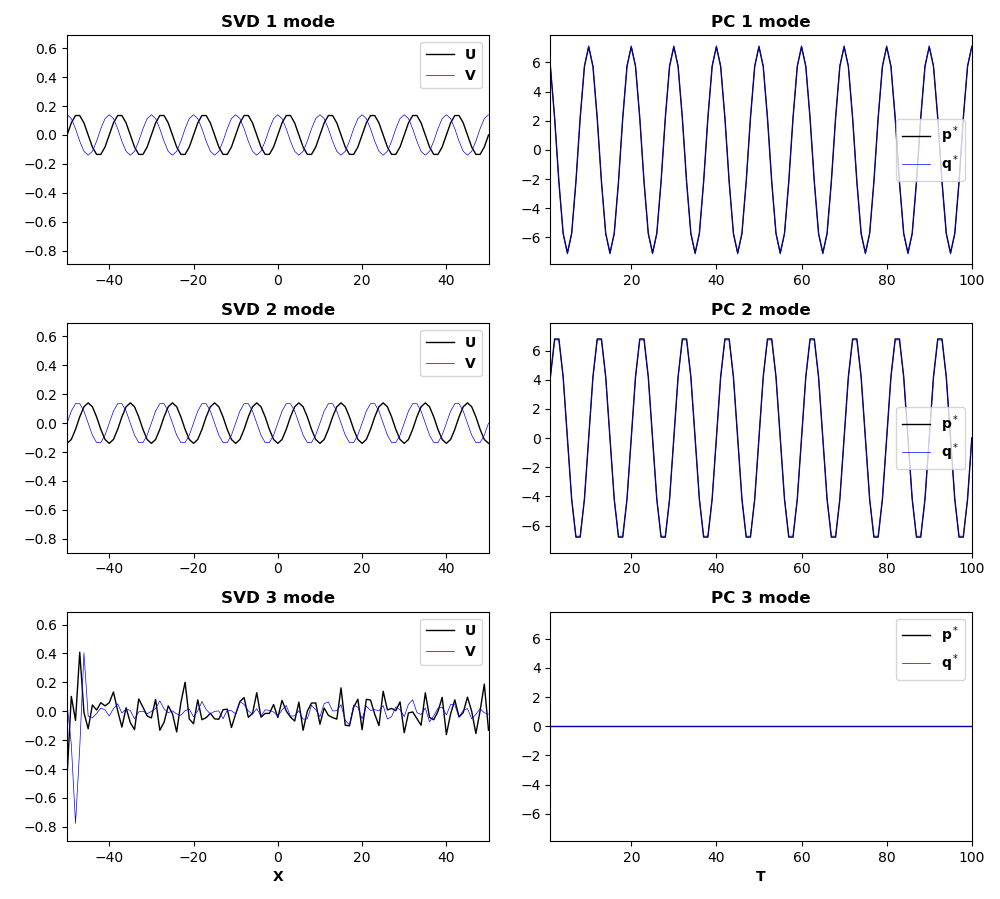 SVD 1 mode
0.6
0.4
0.2
0.0
−0.2
−0.4
−0.6
−0.8
−40 −20 0 20 40
U
V
PC 1 mode
6
4
2
0
−2
−4
−6
20 40 60 80 100
p*
q*
SVD 2 mode
0.6
0.4
0.2
0.0
−0.2
−0.4
−0.6
−0.8
−40 −20 0 20 40
U
V
PC 2 mode
6
4
2
0
−2
−4
−6
20 40 60 80 100
p*
q*
SVD 3 mode
0.6
0.4
0.2
0.0
−0.2
−0.4
−0.6
−0.8
−40 −20 0 20 40
X
U
V
PC 3 mode
6
4
2
0
−2
−4
−6
20 40 60 80 100
T
p*
q*